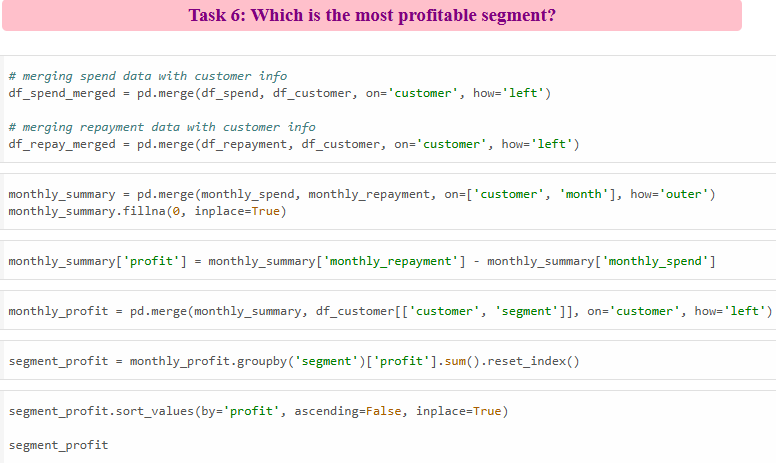 Task 6: Which is the most profitable segment?
# merging spend data with customer info
df_spend_merged = pd.merge(df_spend, df_customer, on='customer', how='left')
# merging repayment data with customer info
df_repay_merged = pd.merge(df_repayment, df_customer, on='customer', how='left')
monthly_summary = pd.merge(monthly_spend, monthly_repayment, on=['customer', 'month'], how='outer')
monthly_summary.fillna(0, inplace=True)
monthly_summary['profit'] = monthly_summary['monthly_repayment'] - monthly_summary['monthly_spend']
monthly_profit = pd.merge(monthly_summary, df_customer[['customer', 'segment']], on='customer', how='left')
segment_profit = monthly_profit.groupby('segment')['profit'].sum().reset_index()
segment_profit.sort_values(by='profit', ascending=False, inplace=True)
segment_profit